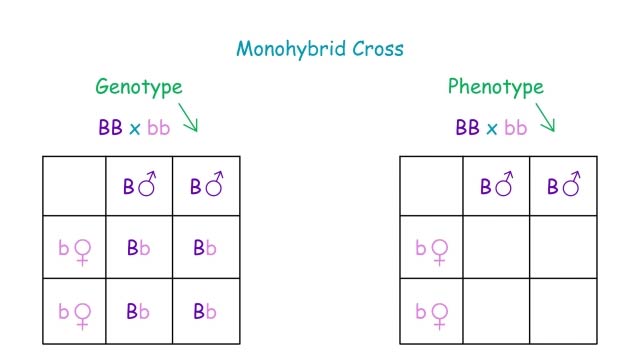 Monohybrid Cross
Genotype
BB x bb
B♂ B♂
b♀ Bb Bb
b♀ Bb Bb
Phenotype
BB x bb
B♂ B♂
b♀
b♀